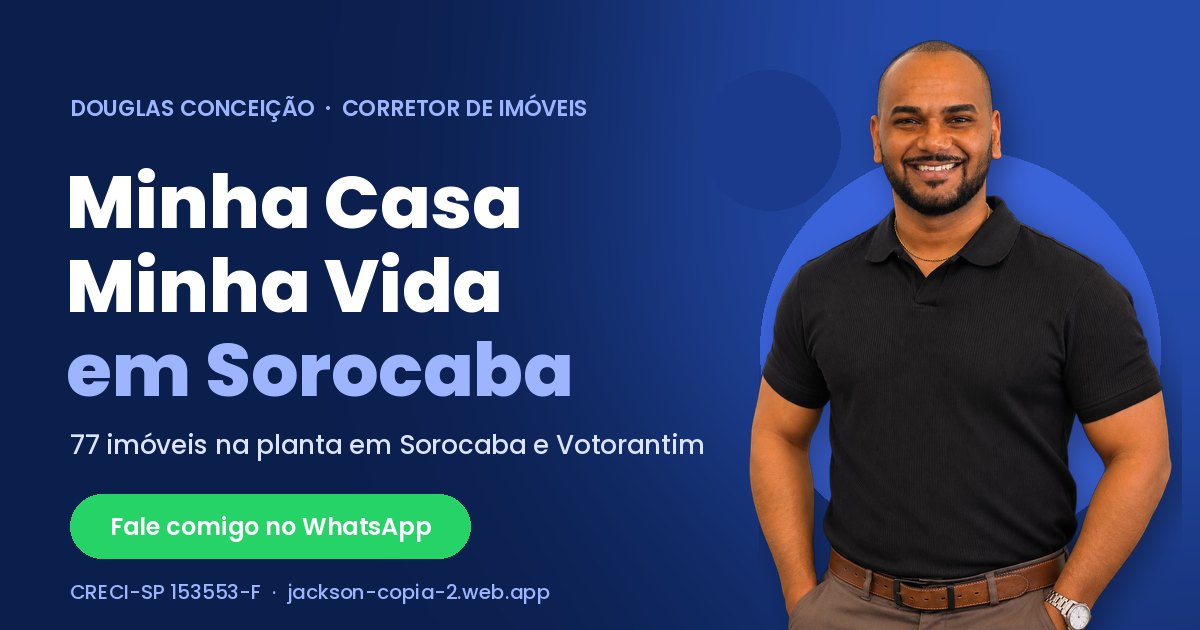 DOUGLAS CONCEIÇÃO · CORRETOR DE IMÓVEIS
Minha Casa
Minha Vida
em Sorocaba
77 imóveis na planta em Sorocaba e Votorantim
Fale comigo no WhatsApp
CRECI-SP 153553-F · jackson-copia-2.web.app